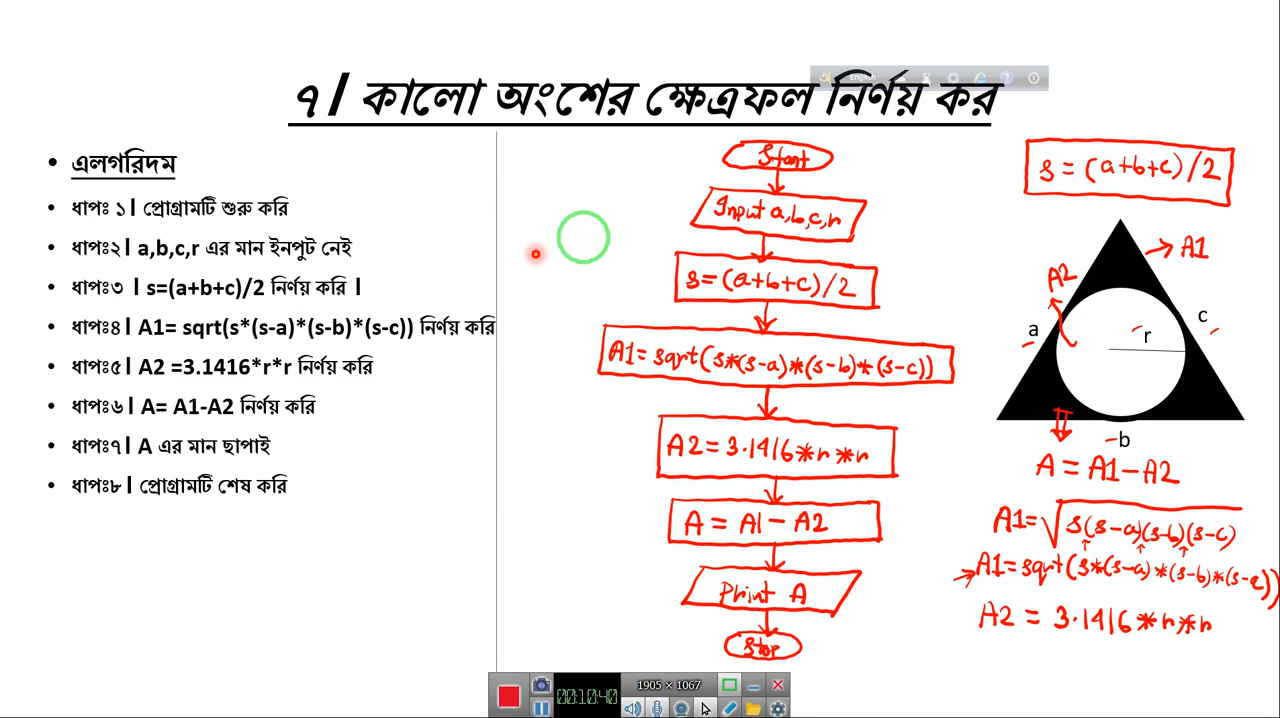 ৭। কালো অংশের ক্ষেত্রফল নির্ণয় কর
• এলগরিদম
• ধাপঃ ১। প্রোগ্রামটি শুরু করি
• ধাপঃ২। a,b,c,r এর মান ইনপুট নেই
• ধাপঃ৩ । s=(a+b+c)/2 নির্ণয় করি ।
• ধাপঃ৪। A1= sqrt(s*(s-a)*(s-b)*(s-c)) নির্ণয় করি
• ধাপঃ৫। A2 =3.1416*r*r নির্ণয় করি
• ধাপঃ৬। A= A1-A2 নির্ণয় করি
• ধাপঃ৭। A এর মান ছাপাই
• ধাপঃ৮। প্রোগ্রামটি শেষ করি
Start
Input a,b,c,r
s=(a+b+c)/2
A1=sqrt(s*(s-a)*(s-b)*(s-c))
A2=3.1416*r*r
A = A1-A2
Print A
Stop
s=(a+b+c)/2
A1
A2
a
c
r
b
A = A1-A2
A1=√s(s-a)(s-b)(s-c)
A1=sqrt(s*(s-a)*(s-b)*(s-c))
A2 = 3.1416*r*r
00:10:40
1905 × 1067